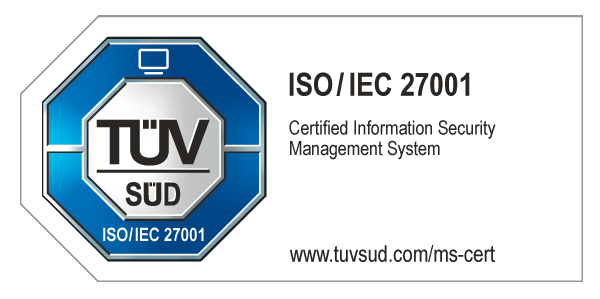 TÜV
SÜD
ISO/IEC 27001
ISO/IEC 27001
Certified Information Security
Management System
www.tuvsud.com/ms-cert